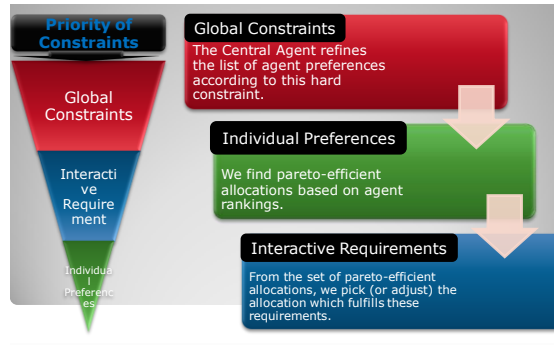 Priority of
Constraints
Global
Constraints
Interacti
ve
Require
ment
Individua
l
Preferenc
es
Global Constraints
The Central Agent refines
the list of agent preferences
according to this hard
constraint.
Individual Preferences
We find pareto-efficient
allocations based on agent
rankings.
Interactive Requirements
From the set of pareto-efficient
allocations, we pick (or adjust) the
allocation which fulfills these
requirements.